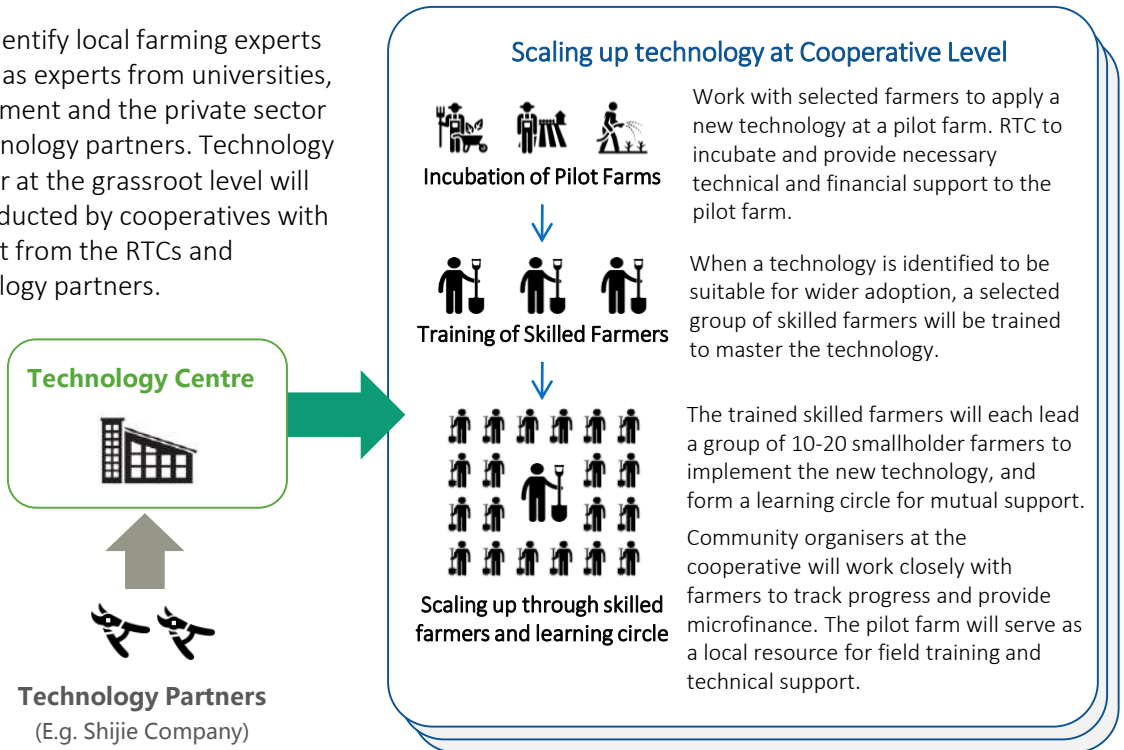 entify local farming experts
as experts from universities,
ment and the private sector
nology partners. Technology
r at the grassroot level will
ducted by cooperatives with
t from the RTCs and
logy partners.
Technology Centre
Technology Partners
(E.g. Shijie Company)
Scaling up technology at Cooperative Level
Incubation of Pilot Farms
Work with selected farmers to apply a
new technology at a pilot farm. RTC to
incubate and provide necessary
technical and financial support to the
pilot farm.
Training of Skilled Farmers
When a technology is identified to be
suitable for wider adoption, a selected
group of skilled farmers will be trained
to master the technology.
Scaling up through skilled
farmers and learning circle
The trained skilled farmers will each lead
a group of 10-20 smallholder farmers to
implement the new technology, and
form a learning circle for mutual support.
Community organisers at the
cooperative will work closely with
farmers to track progress and provide
microfinance. The pilot farm will serve as
a local resource for field training and
technical support.